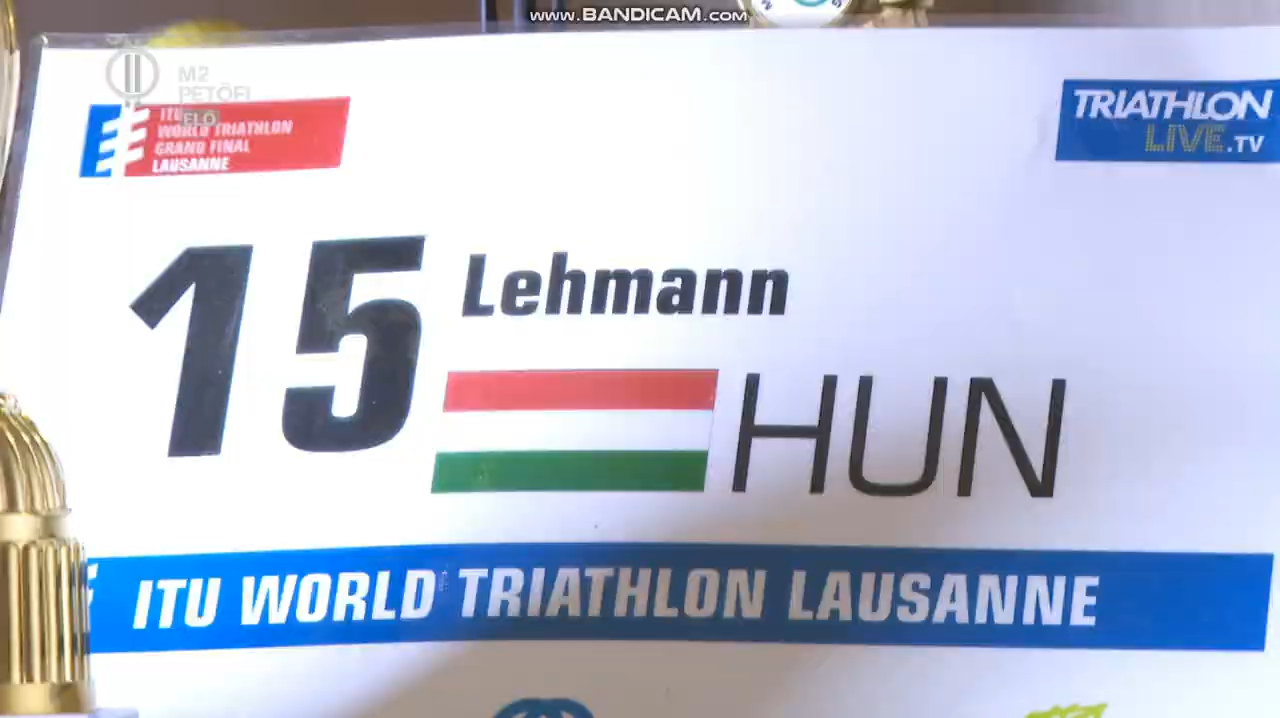 www.BANDICAM.com
M2
PETŐFI
ÉLŐ
ITU
WORLD TRIATHLON
GRAND FINAL
LAUSANNE
TRIATHLON
LIVE.TV
15 Lehmann
HUN
ITU WORLD TRIATHLON LAUSANNE